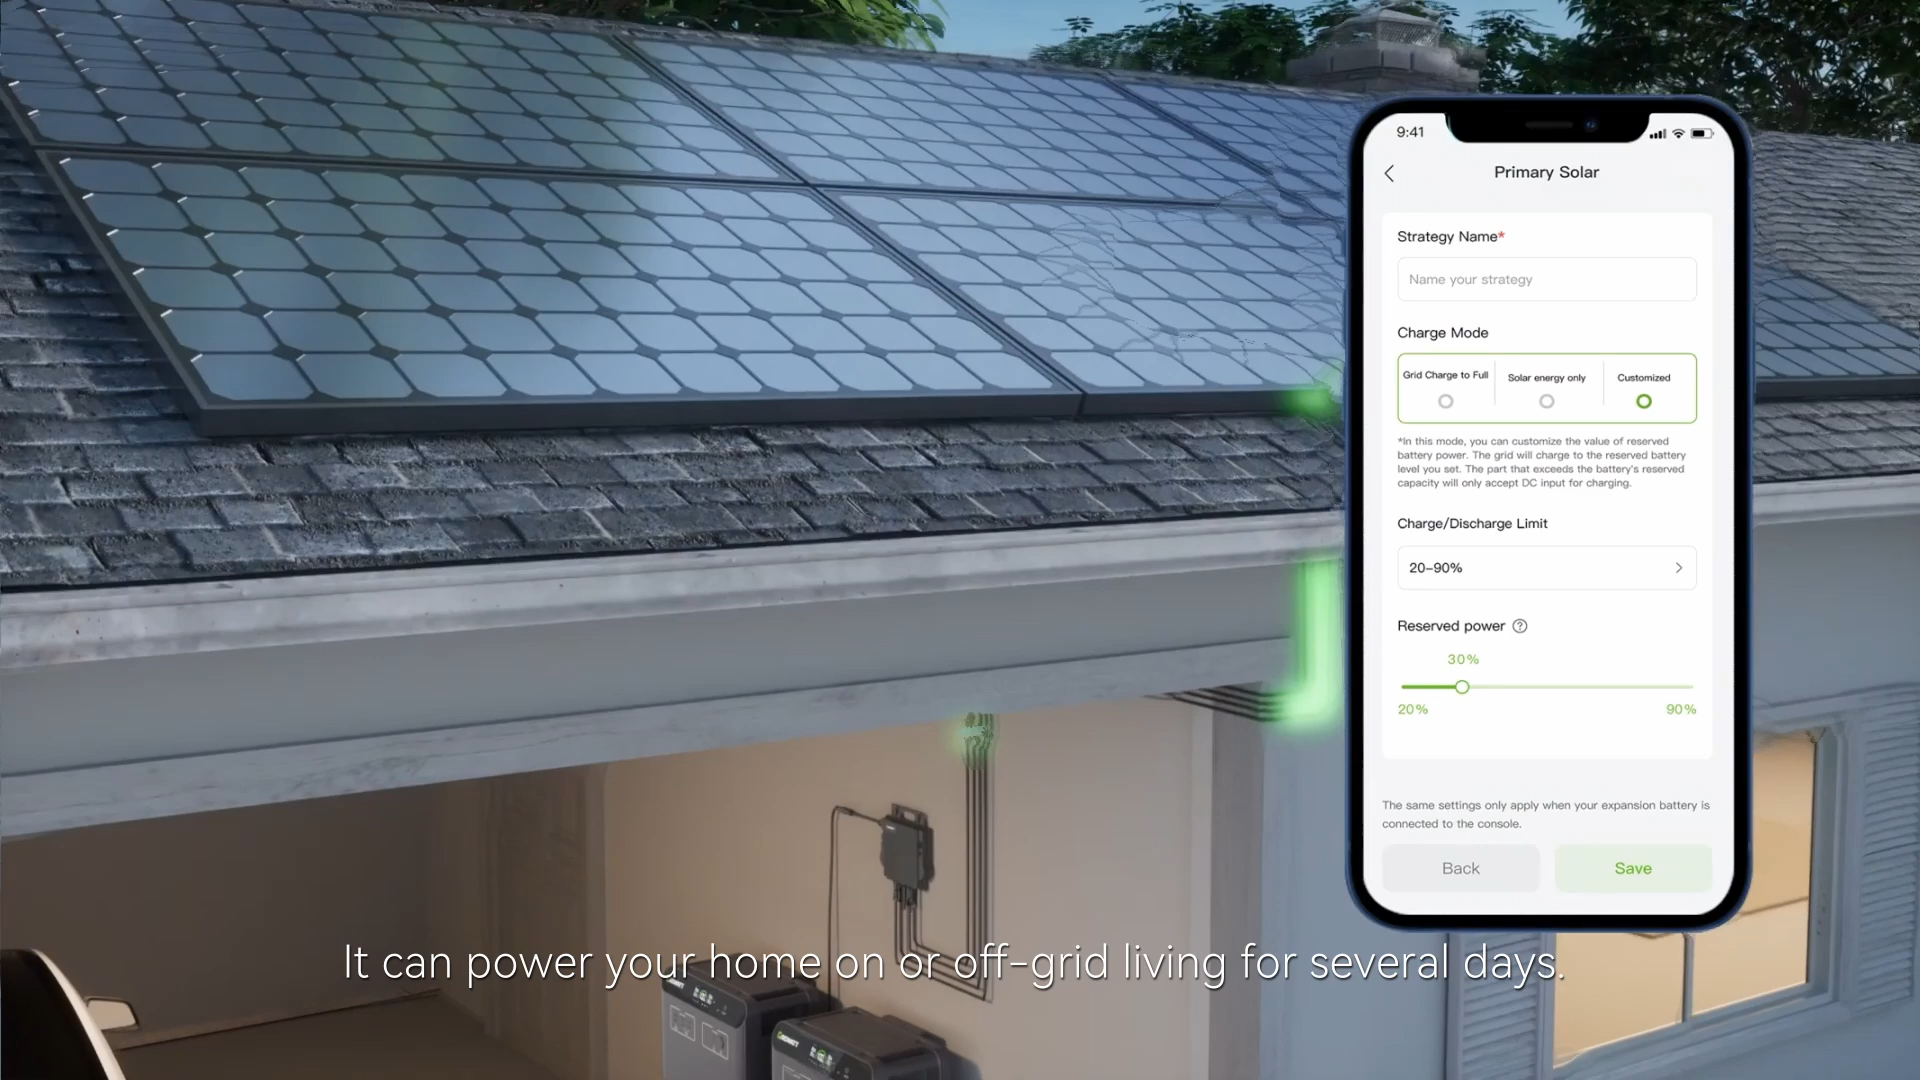 9:41
Primary Solar
Strategy Name*
Name your strategy
Charge Mode
Grid Charge to Full
Solar energy only
Customized
*In this mode, you can customize the value of reserved
battery power. The grid will charge to the reserved battery
level you set. The part that exceeds the battery's reserved
capacity will only accept DC input for charging.
Charge/Discharge Limit
20-90%
Reserved power ?
30%
20% 90%
The same settings only apply when your expansion battery is
connected to the console.
Back Save
It can power your home on or off-grid living for several days.
GROWATT